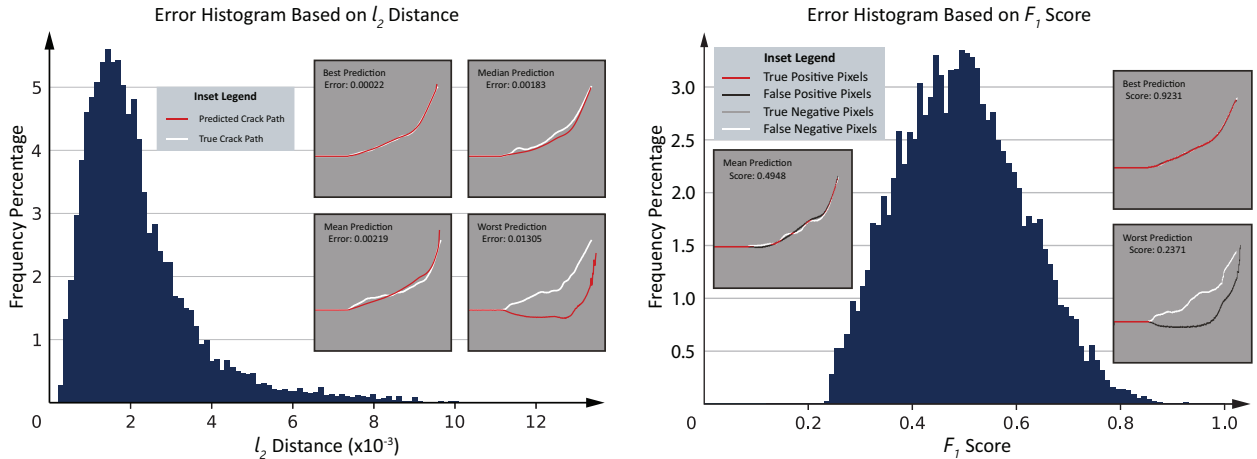 Error Histogram Based on l₂ Distance
Frequency Percentage
5
4
3
2
1
0
2
4
6
8
10
12
l₂ Distance (x10⁻³)
Inset Legend
Predicted Crack Path
True Crack Path
Best Prediction
Error: 0.00022
Median Prediction
Error: 0.00183
Mean Prediction
Error: 0.00219
Worst Prediction
Error: 0.01305
Error Histogram Based on F₁ Score
Frequency Percentage
3.0
2.5
2.0
1.5
1.0
0.5
0
0.2
0.4
0.6
0.8
1.0
F₁ Score
Inset Legend
True Positive Pixels
False Positive Pixels
True Negative Pixels
False Negative Pixels
Mean Prediction
Score: 0.4948
Best Prediction
Score: 0.9231
Worst Prediction
Score: 0.2371